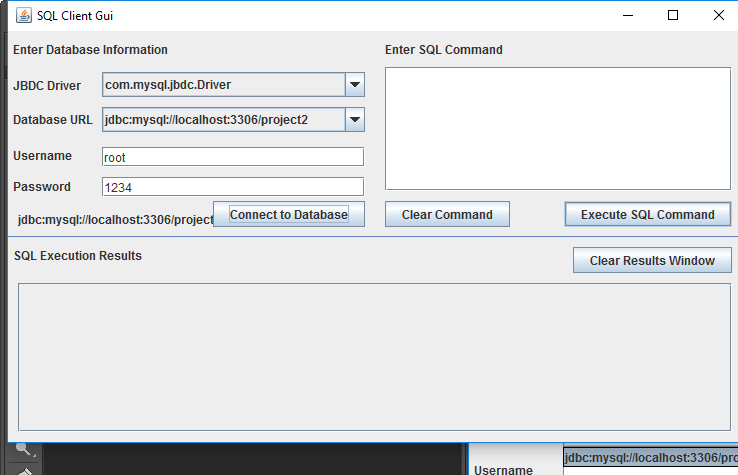 SQL Client Gui
Enter Database Information
Enter SQL Command
JBDC Driver
com.mysql.jbdc.Driver
Database URL
jdbc:mysql://localhost:3306/project2
Username
root
Password
1234
jdbc:mysql://localhost:3306/project
Connect to Database
Clear Command
Execute SQL Command
SQL Execution Results
Clear Results Window
jdbc:mysql://localhost:3306/pro
Username